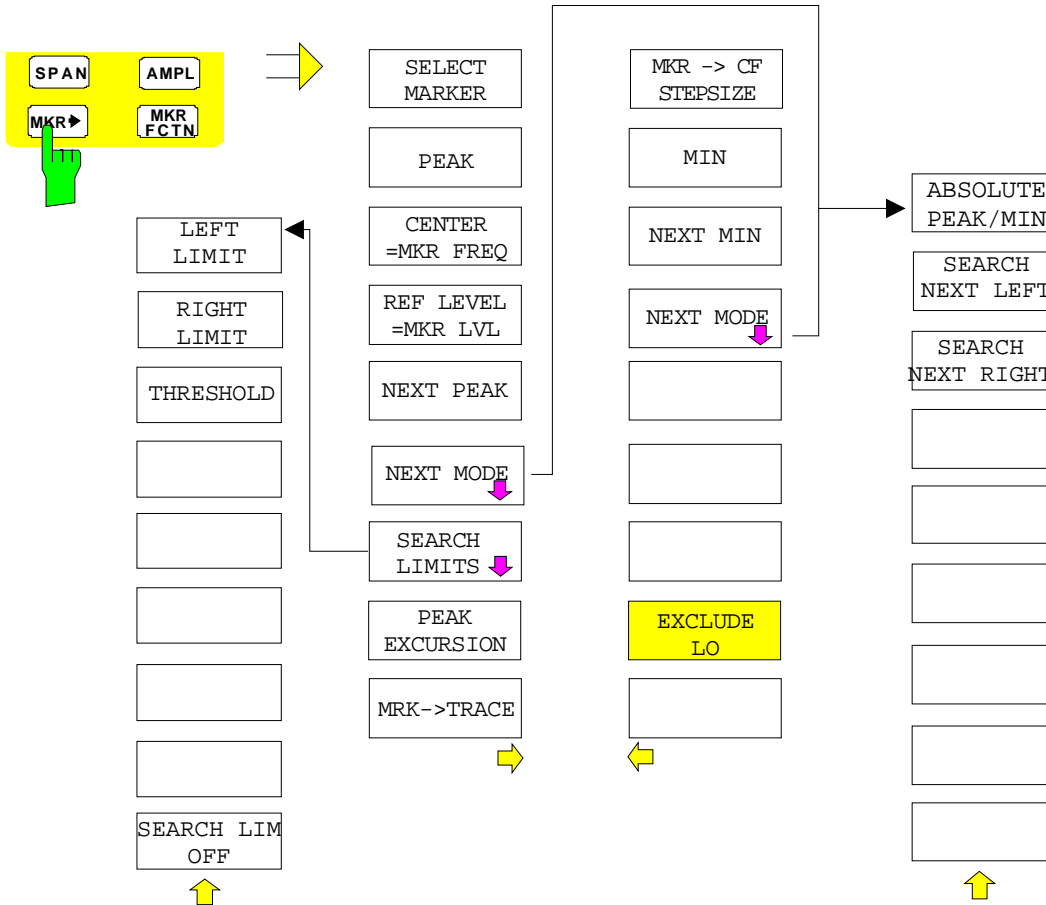 SPAN
AMPL
MKR
MKR
FCTN
SELECT
MARKER
PEAK
CENTER
=MKR FREQ
REF LEVEL
=MKR LVL
NEXT PEAK
NEXT MODE
SEARCH
LIMITS
PEAK
EXCURSION
MRK->TRACE
MKR -> CF
STEPSIZE
MIN
NEXT MIN
NEXT MODE
EXCLUDE
LO
LEFT
LIMIT
RIGHT
LIMIT
THRESHOLD
SEARCH LIM
OFF
ABSOLUTE
PEAK/MIN
SEARCH
NEXT LEFT
SEARCH
NEXT RIGHT